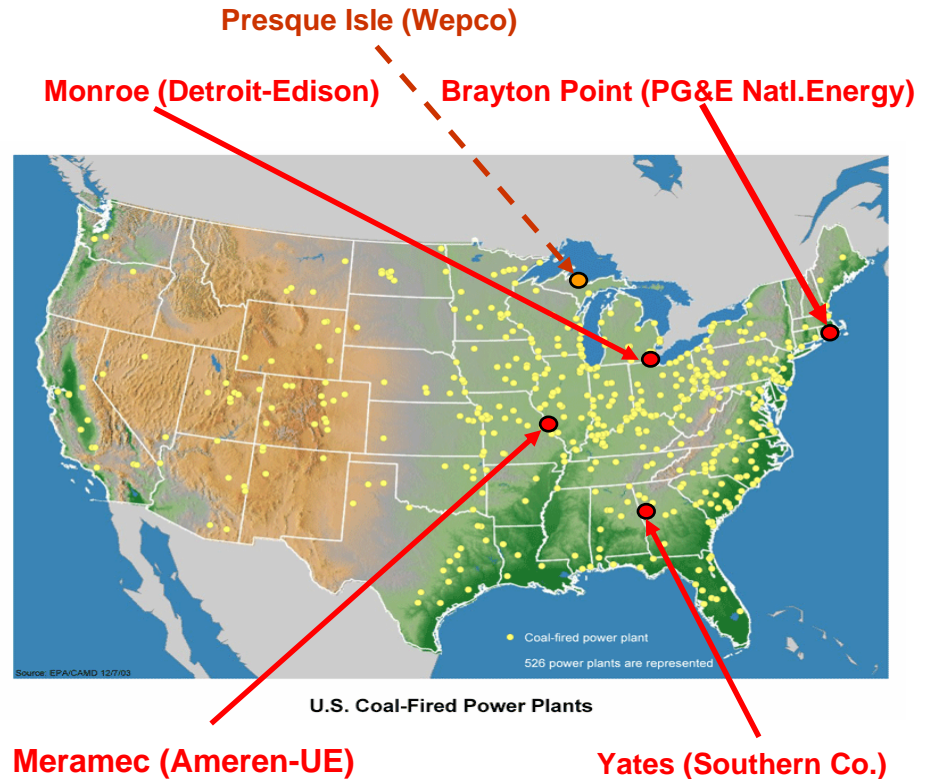 Presque Isle (Wepco)
Monroe (Detroit-Edison)
Brayton Point (PG&E Natl.Energy)
Coal-fired power plant
526 power plants are represented
Source: EPA/CAMD 12/7/03
U.S. Coal-Fired Power Plants
Meramec (Ameren-UE)
Yates (Southern Co.)